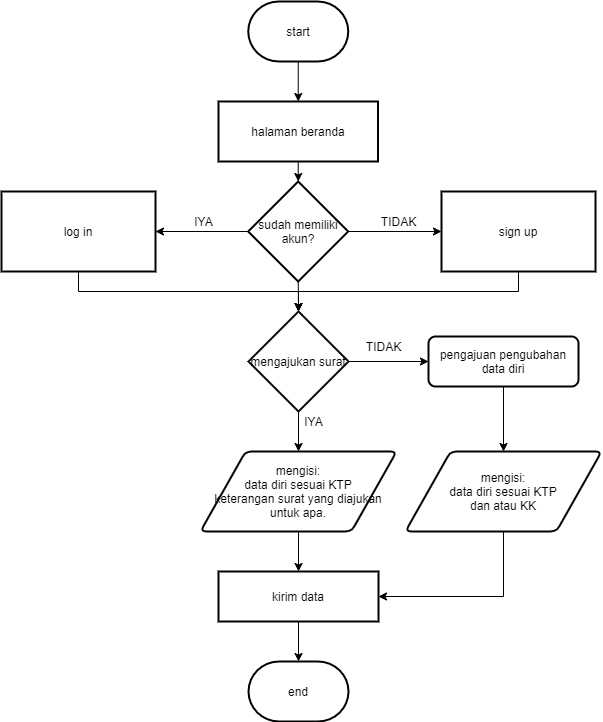 start
halaman beranda
sudah memiliki
akun?
IYA
TIDAK
log in
sign up
mengajukan surat
TIDAK
pengajuan pengubahan
data diri
IYA
mengisi:
data diri sesuai KTP
keterangan surat yang diajukan
untuk apa.
mengisi:
data diri sesuai KTP
dan atau KK
kirim data
end